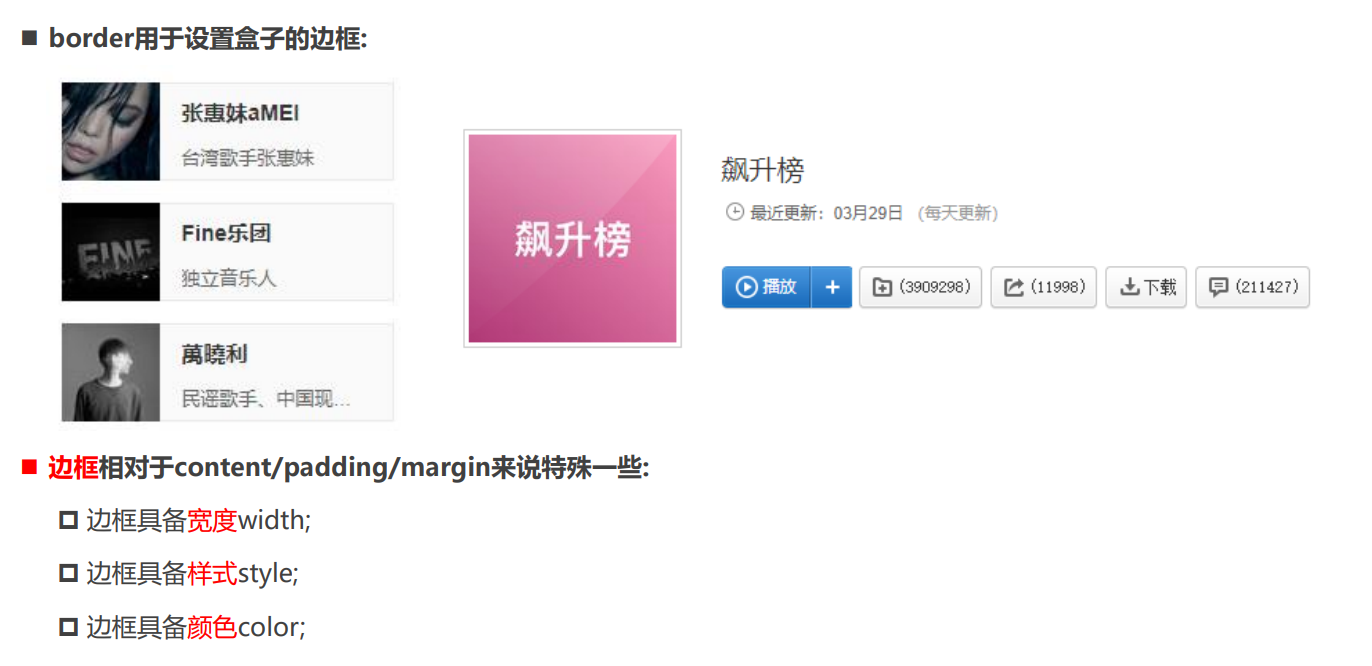 border用于设置盒子的边框:
张惠妹aMEI
台湾歌手张惠妹
Fine乐团
独立音乐人
萬曉利
民谣歌手、中国现...
FINE
飙升榜
飙升榜
最近更新：03月29日 （每天更新）
播放 + (3909298) (11998) 下载 (211427)
边框相对于content/padding/margin来说特殊一些:
边框具备宽度width;
边框具备样式style;
边框具备颜色color;